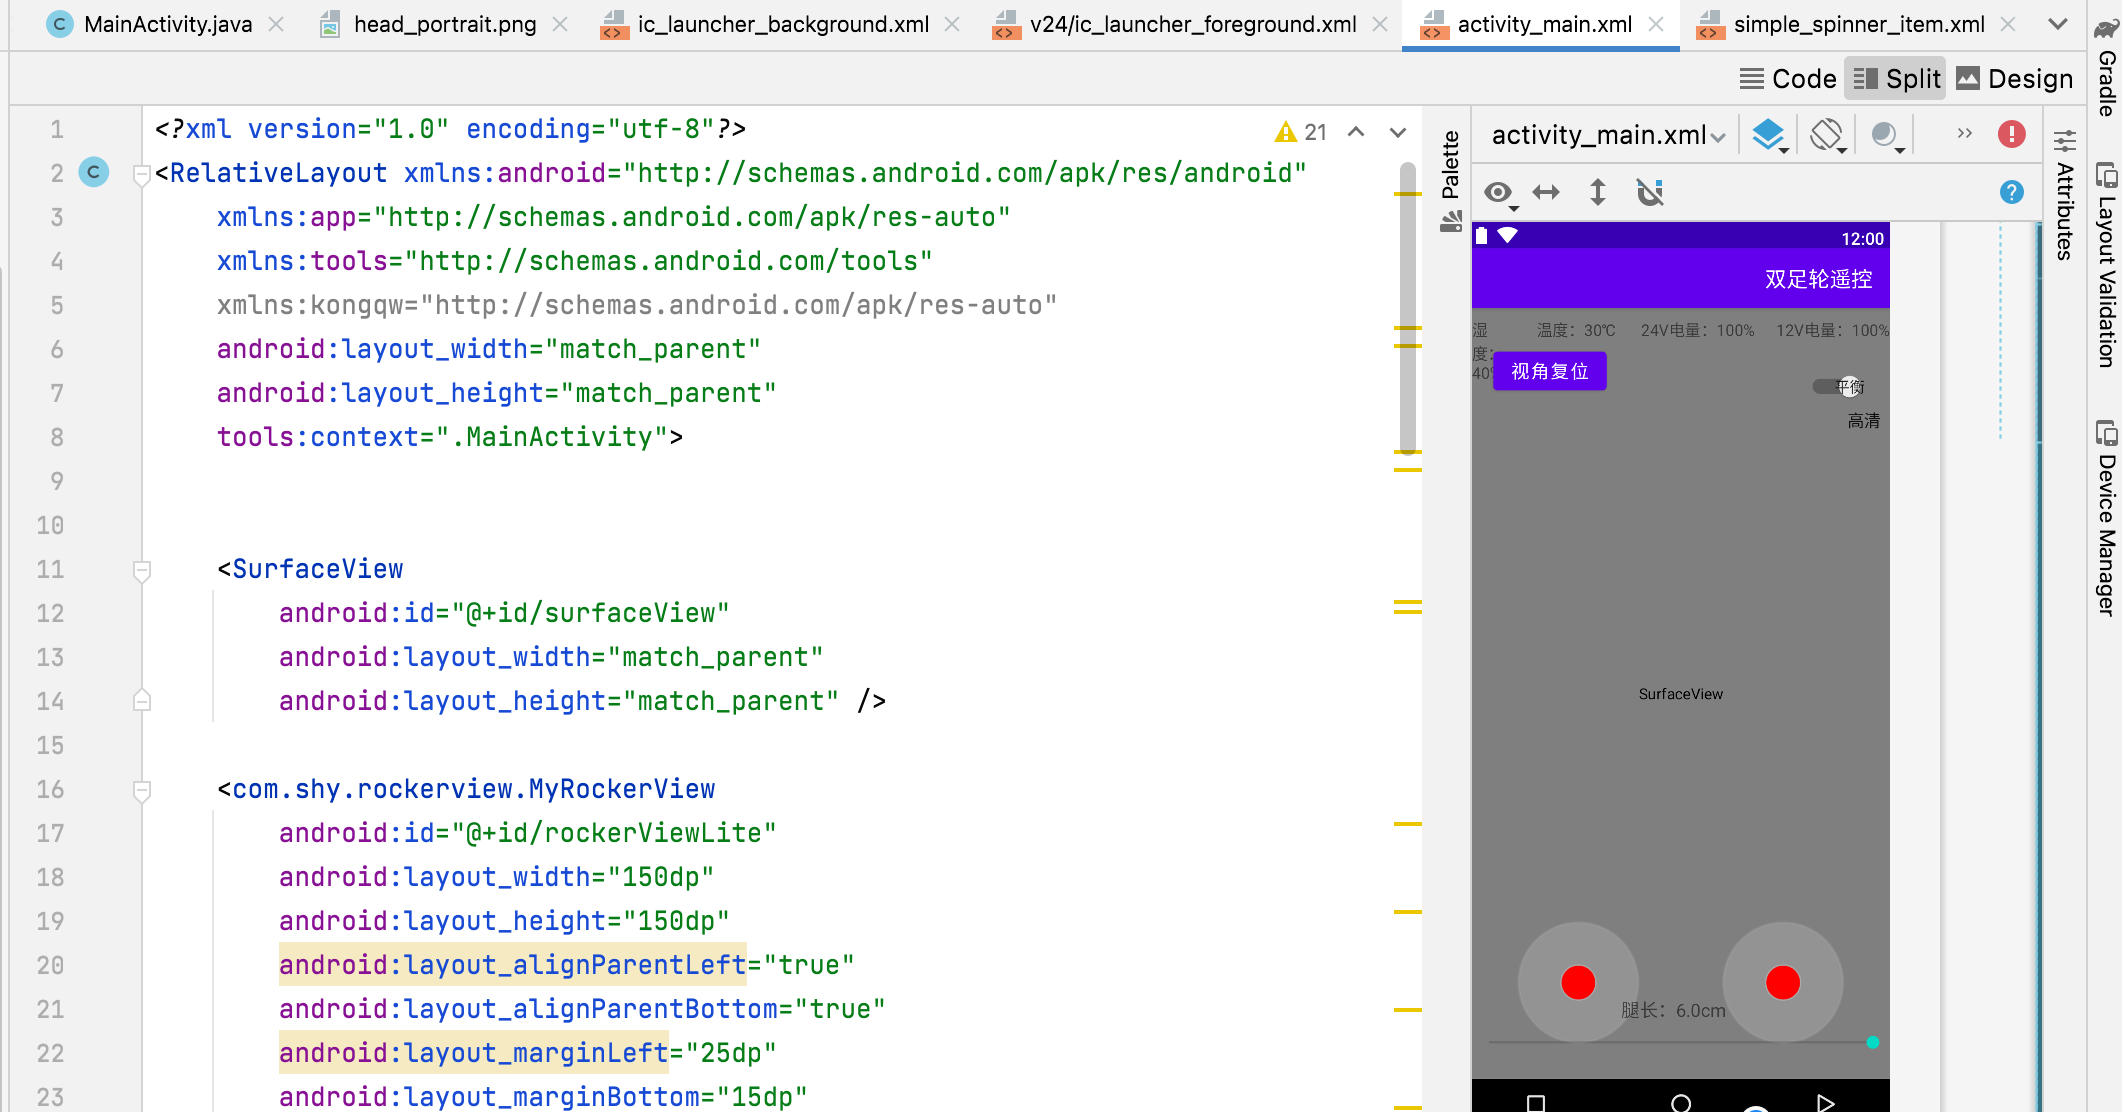 MainActivity.java
head_portrait.png
ic_launcher_background.xml
v24/ic_launcher_foreground.xml
activity_main.xml
simple_spinner_item.xml
Code
Split
Design
1 <?xml version="1.0" encoding="utf-8"?>
2 <RelativeLayout xmlns:android="http://schemas.android.com/apk/res/android"
3 xmlns:app="http://schemas.android.com/apk/res-auto"
4 xmlns:tools="http://schemas.android.com/tools"
5 xmlns:kongqw="http://schemas.android.com/apk/res-auto"
6 android:layout_width="match_parent"
7 android:layout_height="match_parent"
8 tools:context=".MainActivity">
9
10
11 <SurfaceView
12 android:id="@+id/surfaceView"
13 android:layout_width="match_parent"
14 android:layout_height="match_parent" />
15
16 <com.shy.rockerview.MyRockerView
17 android:id="@+id/rockerViewLite"
18 android:layout_width="150dp"
19 android:layout_height="150dp"
20 android:layout_alignParentLeft="true"
21 android:layout_alignParentBottom="true"
22 android:layout_marginLeft="25dp"
23 android:layout_marginBottom="15dp"
21
Palette
activity_main.xml
12:00
双足轮遥控
湿
度：
40
温度：30℃
24V电量：100%
12V电量：100%
视角复位
平衡
高清
SurfaceView
腿长：6.0cm
Attributes
Gradle
Layout Validation
Device Manager